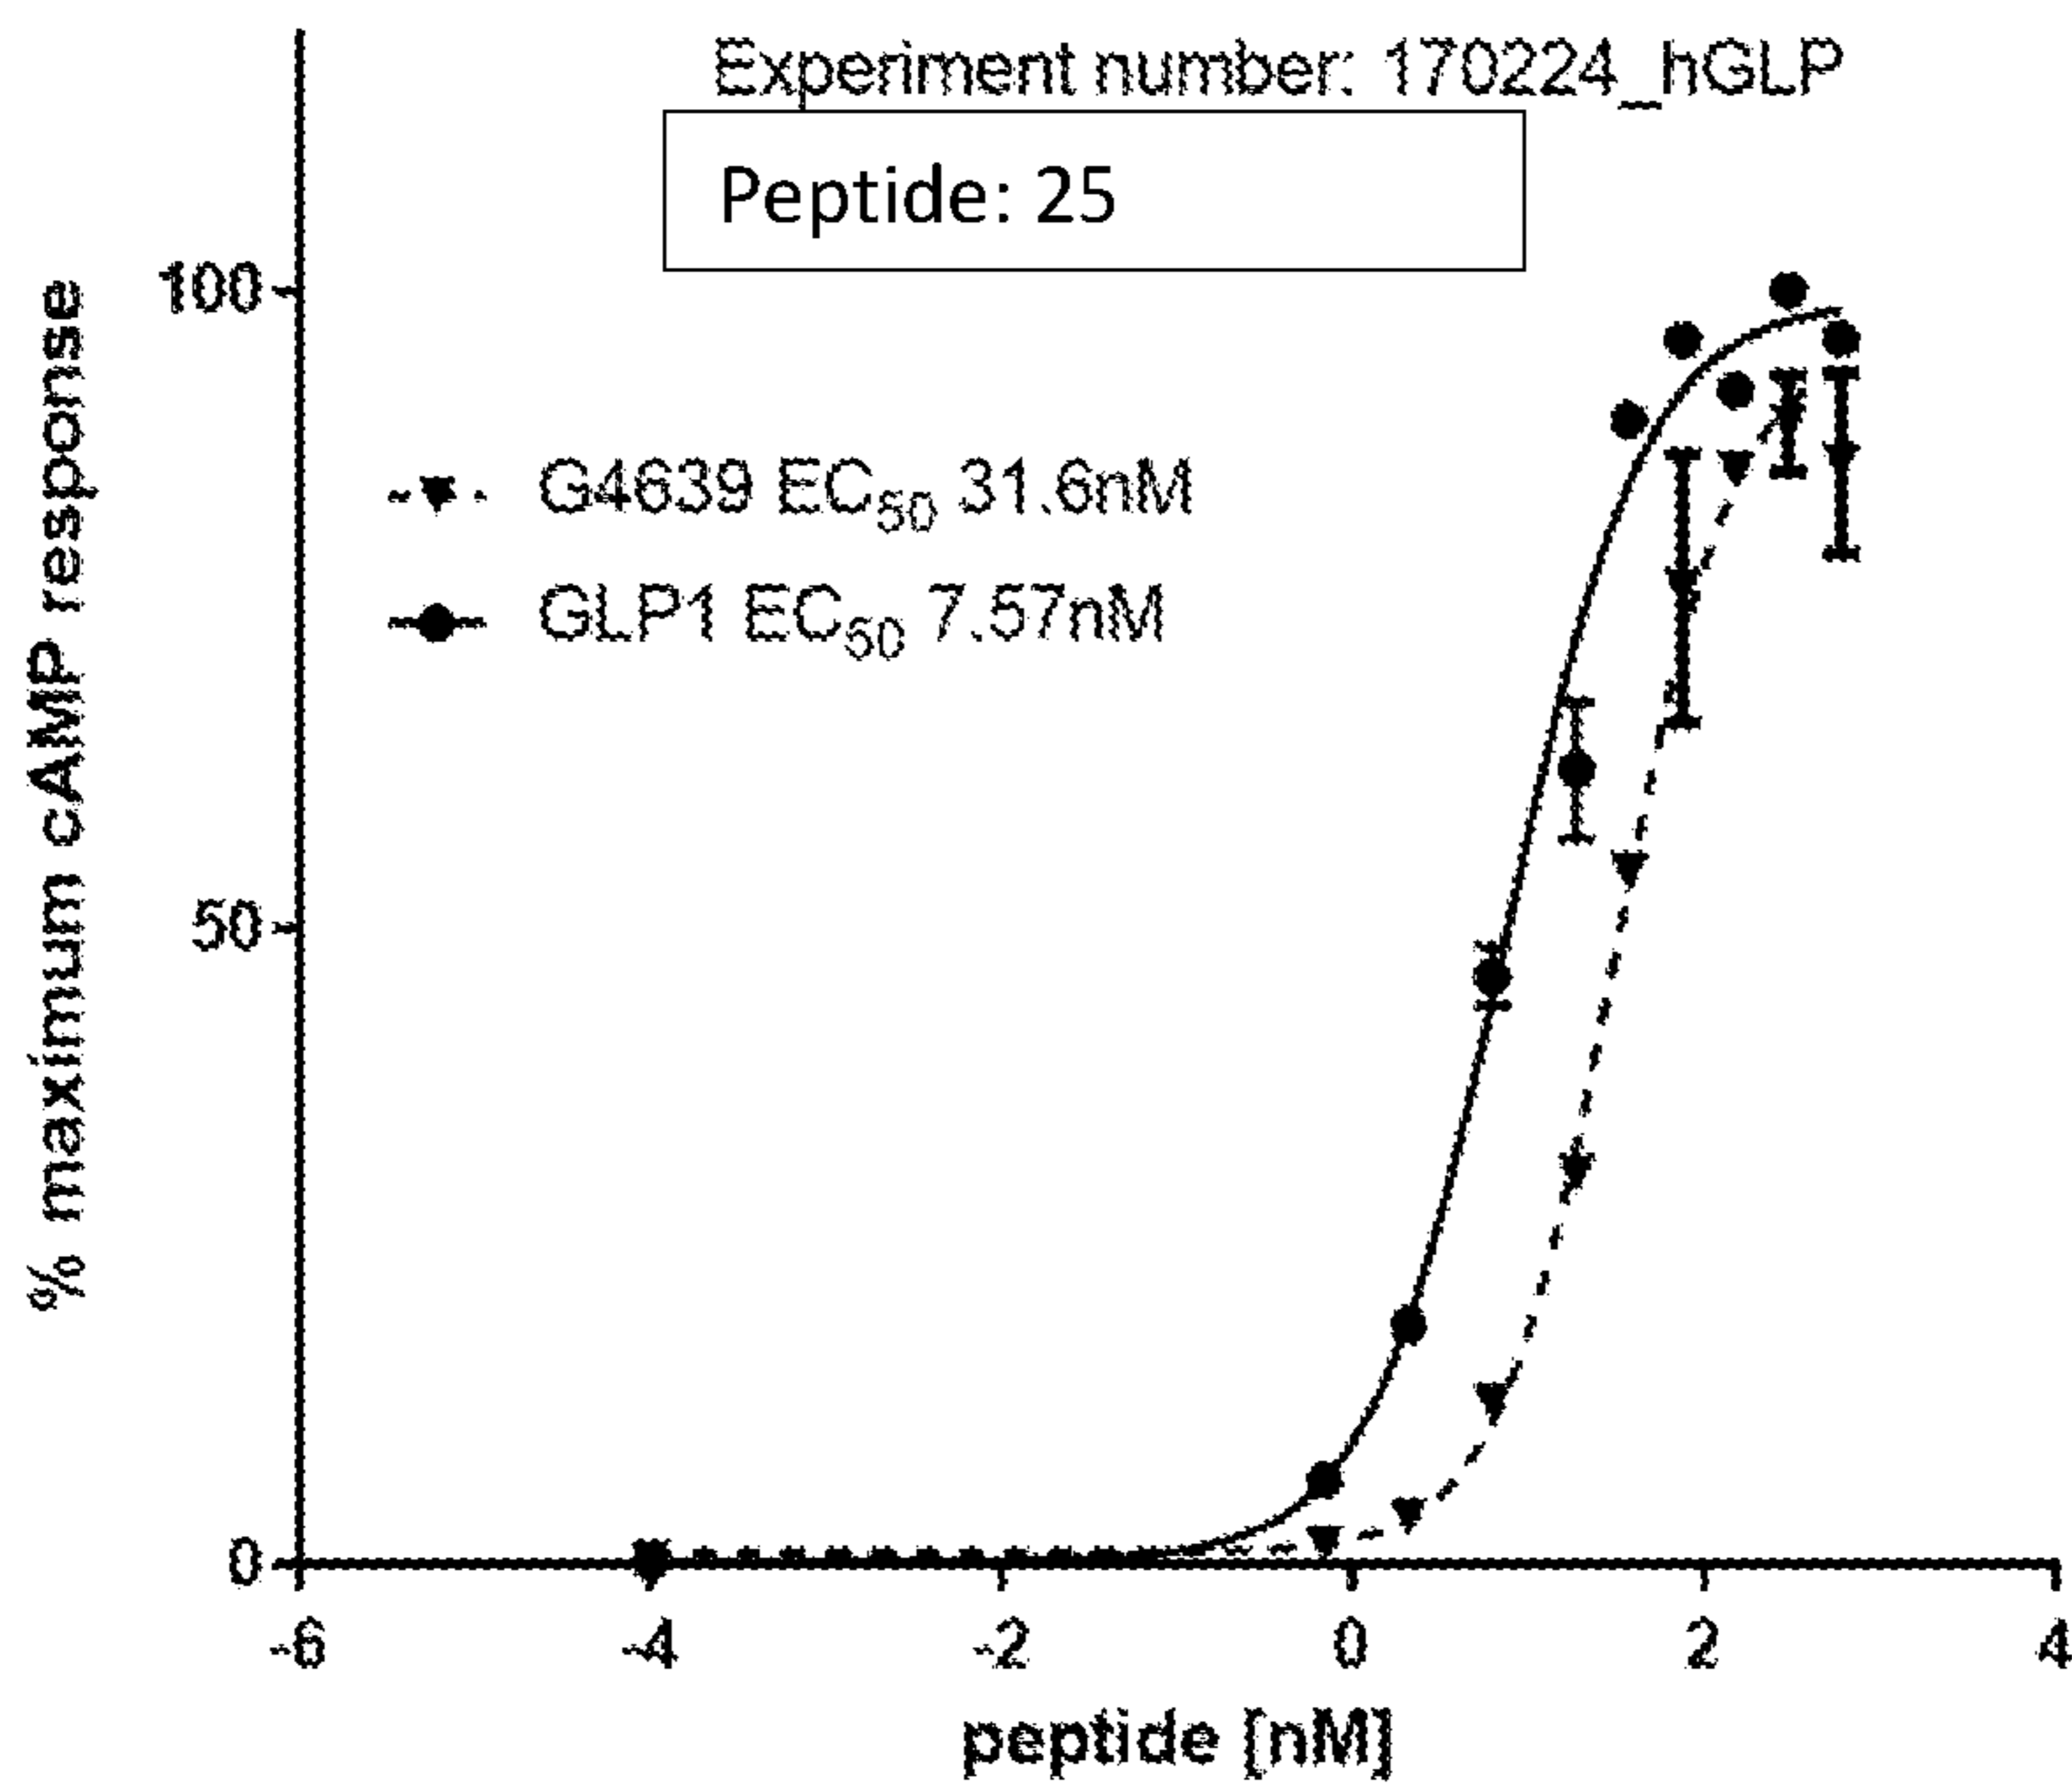 Experiment number: 170224_hGLP
Peptide: 25
% maximum cAMP response
100
50
0
G4639 EC50 31.6nM
GLP1 EC50 7.57nM
-6 -4 -2 0 2 4
peptide [nM]